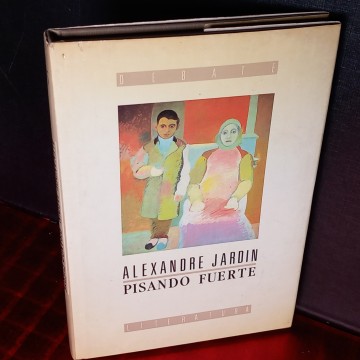 DEBATE
ALEXANDRE JARDIN
PISANDO FUERTE
LITERATURA